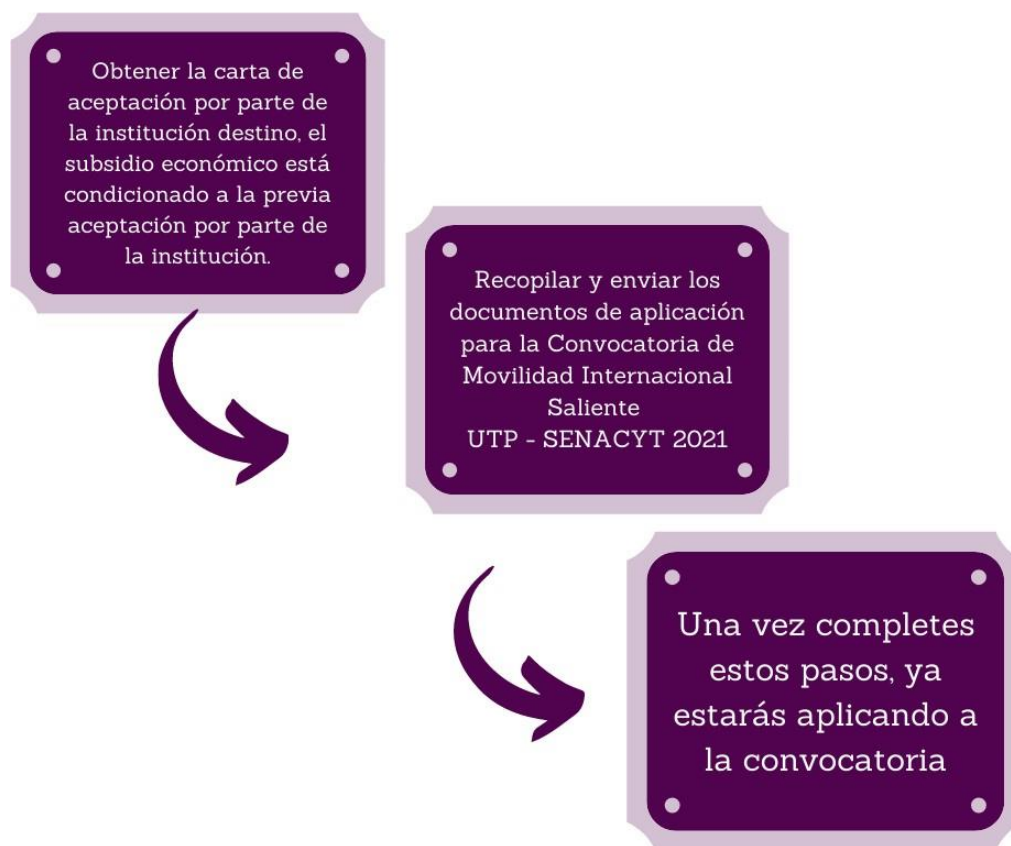 Obtener la carta de
aceptación por parte de
la institución destino, el
subsidio económico está
condicionado a la previa
aceptación por parte de
la institución.
Recopilar y enviar los
documentos de aplicación
para la Convocatoria de
Movilidad Internacional
Saliente
UTP - SENACYT 2021
Una vez completes
estos pasos, ya
estarás aplicando a
la convocatoria